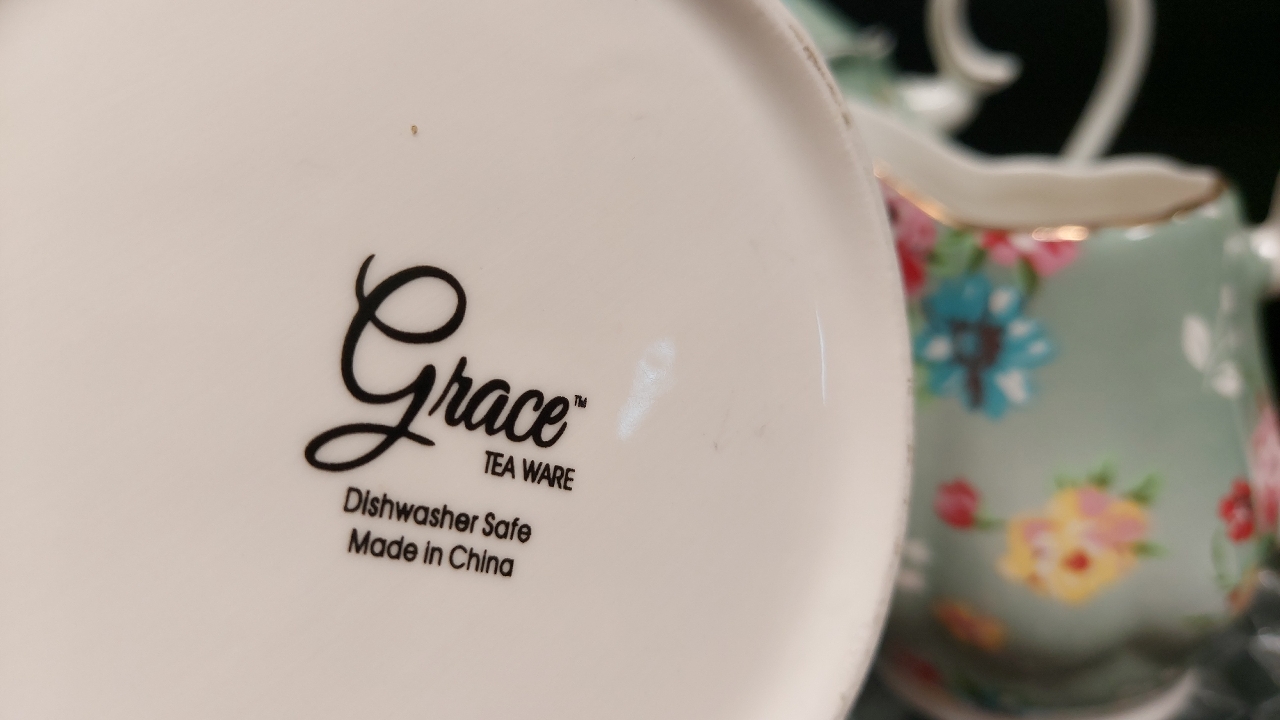 Grace™
TEA WARE
Dishwasher Safe
Made in China